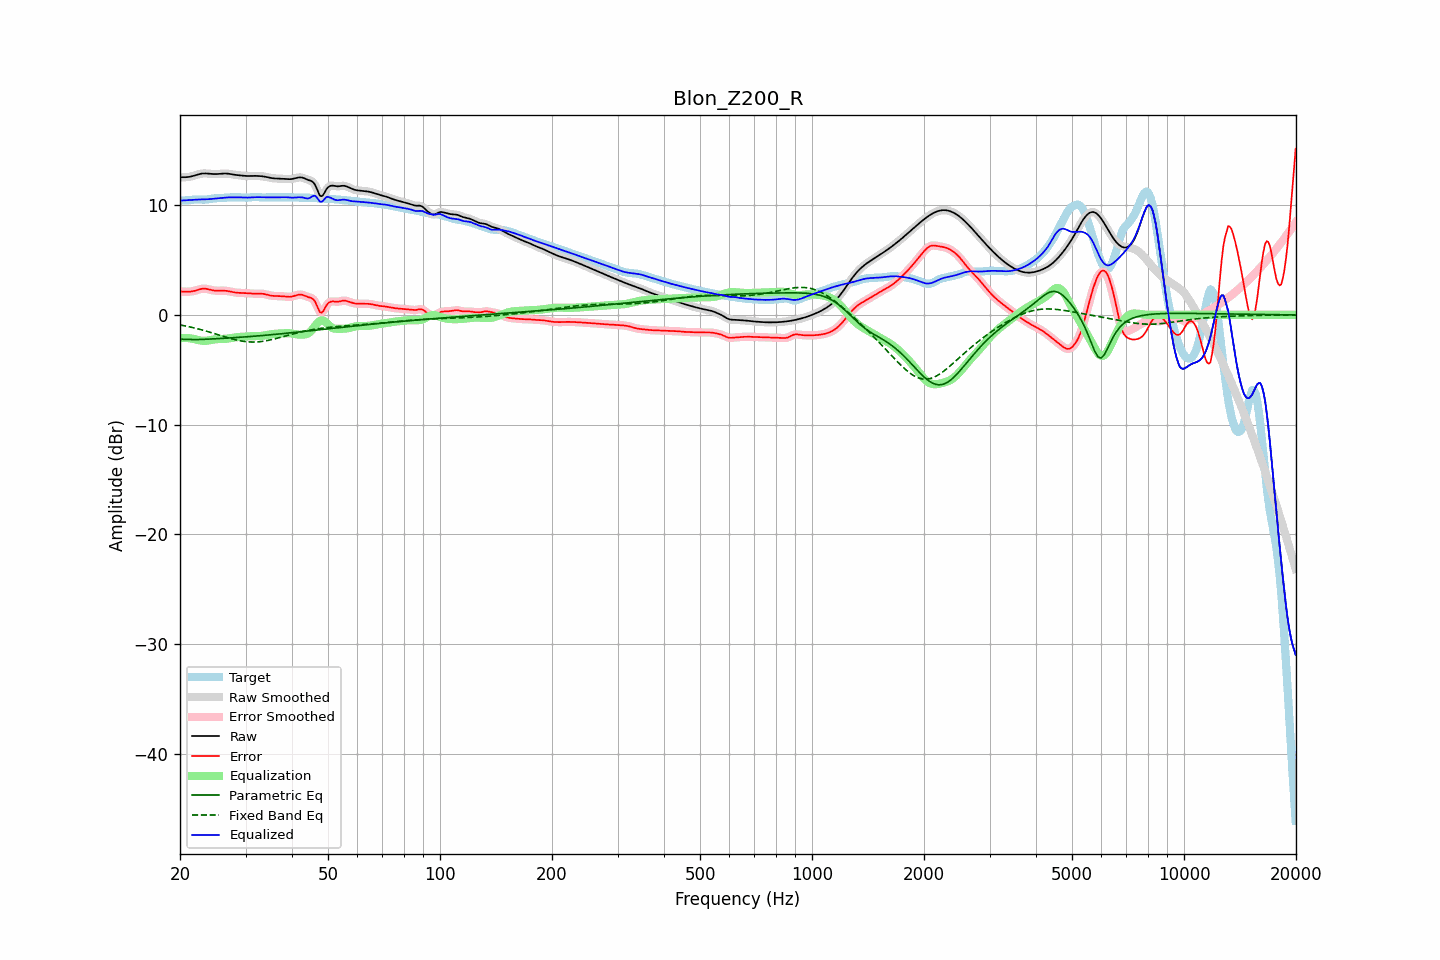 Blon_Z200_R
10
0
−10
−20
−30
−40
Amplitude (dBr)
20 50 100 200 500 1000 2000 5000 10000 20000
Frequency (Hz)
Target
Raw Smoothed
Error Smoothed
Raw
Error
Equalization
Parametric Eq
Fixed Band Eq
Equalized